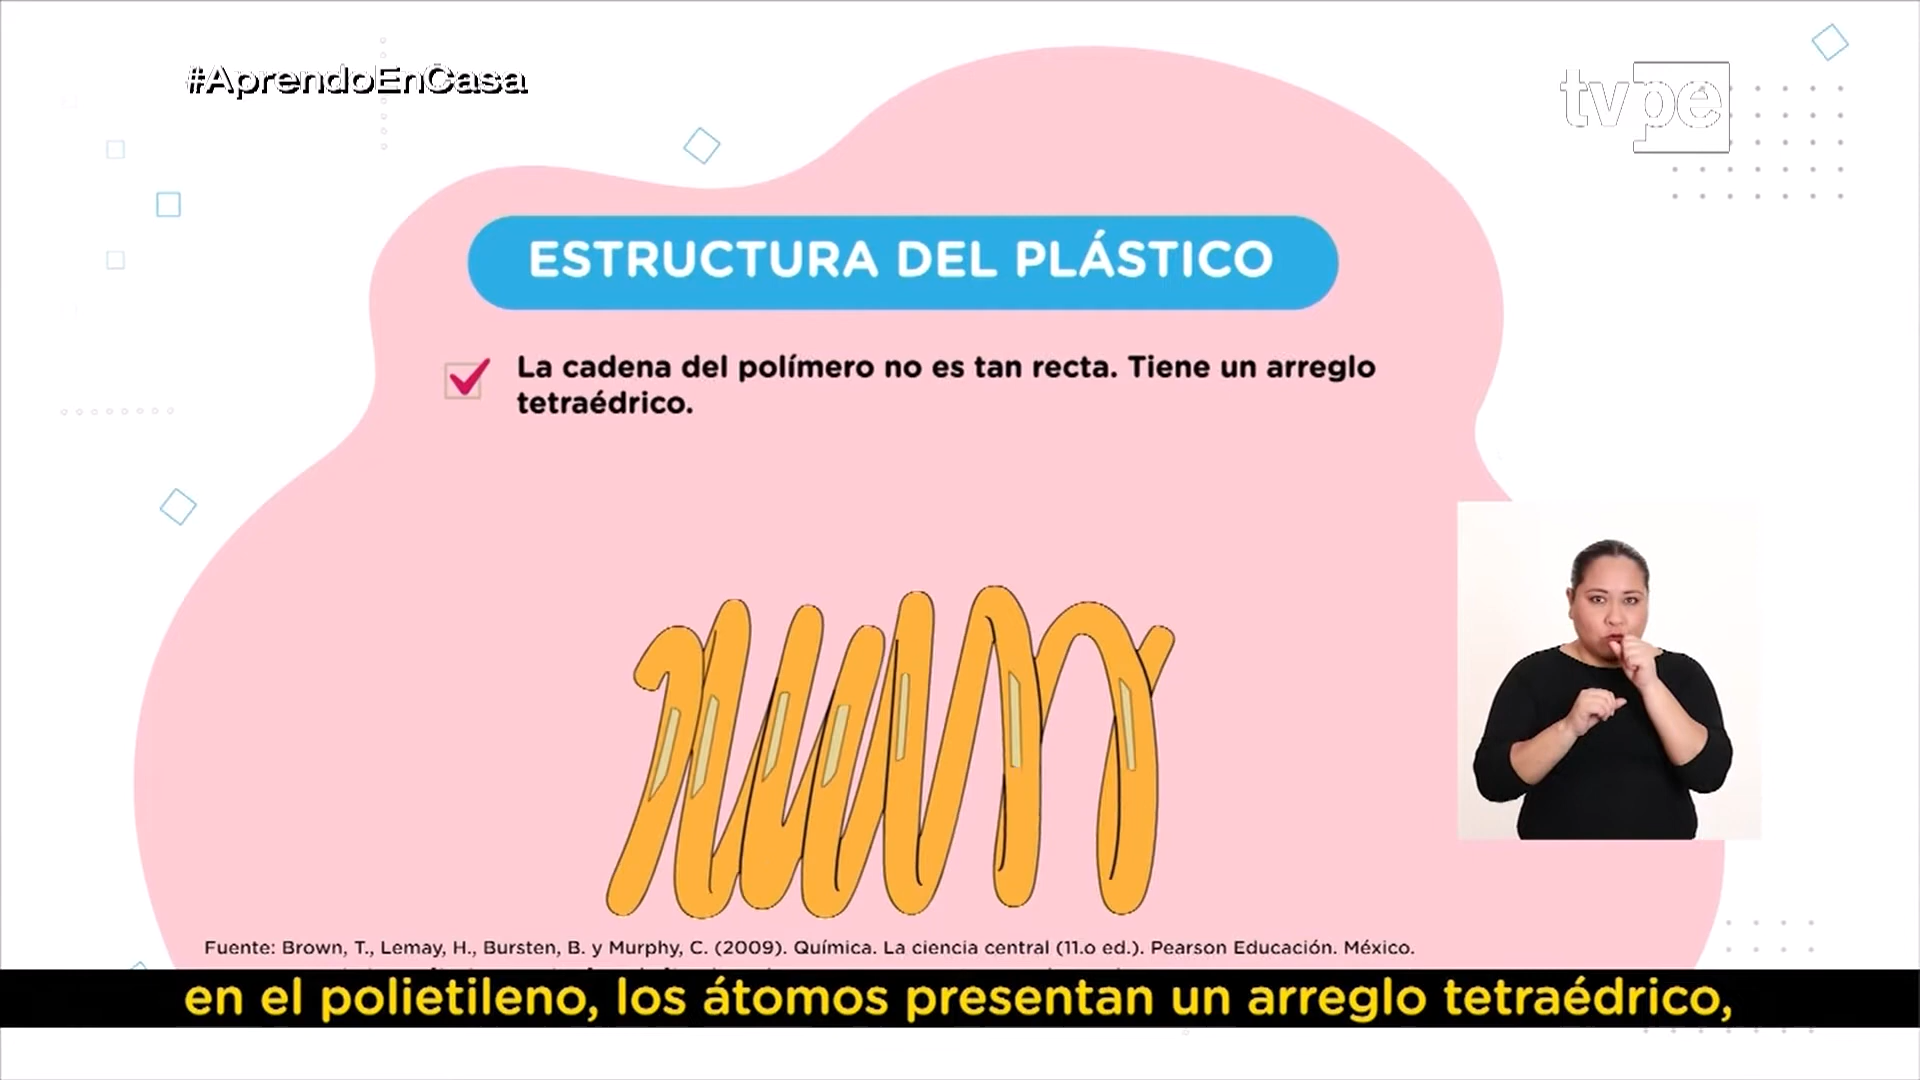 #AprendoEnCasa
tvpe
ESTRUCTURA DEL PLÁSTICO
La cadena del polímero no es tan recta. Tiene un arreglo
tetraédrico.
Fuente: Brown, T., Lemay, H., Bursten, B. y Murphy, C. (2009). Química. La ciencia central (11.o ed.). Pearson Educación. México.
en el polietileno, los átomos presentan un arreglo tetraédrico,